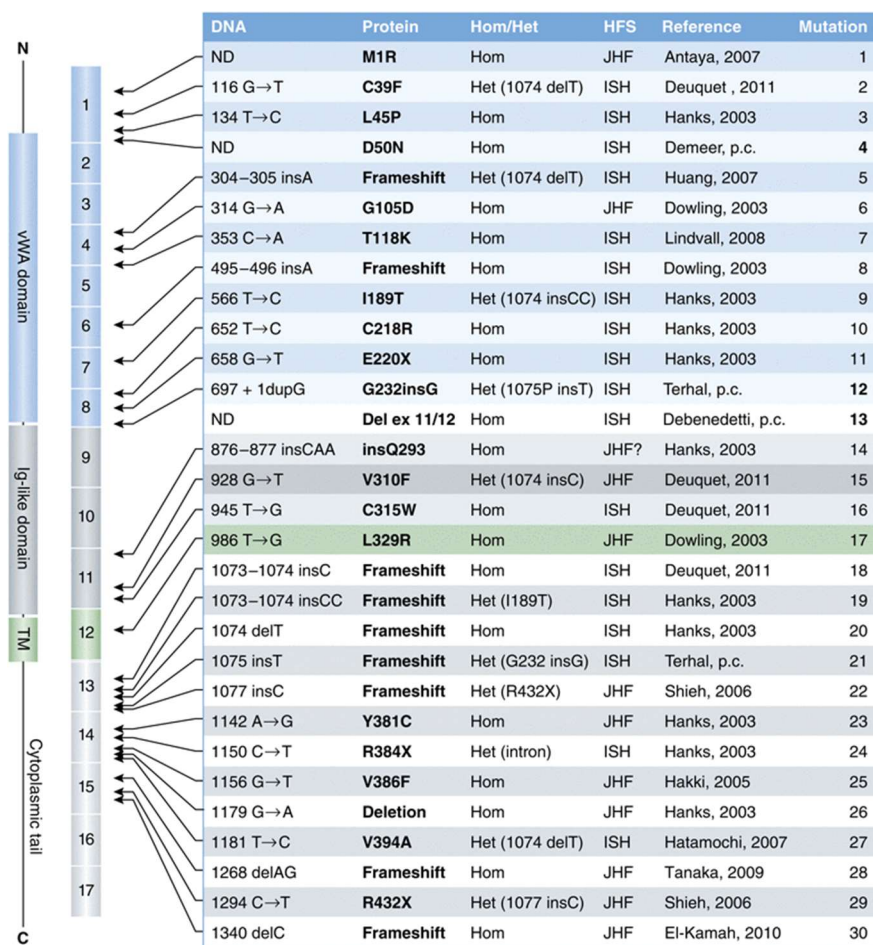 DNA Protein Hom/Het HFS Reference Mutation
ND M1R Hom JHF Antaya, 2007 1
116 G→T C39F Het (1074 delT) ISH Deuquet , 2011 2
134 T→C L45P Hom ISH Hanks, 2003 3
ND D50N Hom ISH Demeer, p.c. 4
304–305 insA Frameshift Het (1074 delT) ISH Huang, 2007 5
314 G→A G105D Hom JHF Dowling, 2003 6
353 C→A T118K Hom ISH Lindvall, 2008 7
495–496 insA Frameshift Hom ISH Dowling, 2003 8
566 T→C I189T Het (1074 insCC) ISH Hanks, 2003 9
652 T→C C218R Hom ISH Hanks, 2003 10
658 G→T E220X Hom ISH Hanks, 2003 11
697 + 1dupG G232insG Het (1075P insT) ISH Terhal, p.c. 12
ND Del ex 11/12 Hom ISH Debenedetti, p.c. 13
876–877 insCAA insQ293 Hom JHF? Hanks, 2003 14
928 G→T V310F Het (1074 insC) JHF Deuquet, 2011 15
945 T→G C315W Hom ISH Deuquet, 2011 16
986 T→G L329R Hom JHF Dowling, 2003 17
1073–1074 insC Frameshift Hom ISH Deuquet, 2011 18
1073–1074 insCC Frameshift Het (I189T) ISH Hanks, 2003 19
1074 delT Frameshift Hom ISH Hanks, 2003 20
1075 insT Frameshift Het (G232 insG) ISH Terhal, p.c. 21
1077 insC Frameshift Het (R432X) JHF Shieh, 2006 22
1142 A→G Y381C Hom JHF Hanks, 2003 23
1150 C→T R384X Het (intron) ISH Hanks, 2003 24
1156 G→T V386F Hom JHF Hakki, 2005 25
1179 G→A Deletion Hom JHF Hanks, 2003 26
1181 T→C V394A Het (1074 delT) ISH Hatamochi, 2007 27
1268 delAG Frameshift Hom JHF Tanaka, 2009 28
1294 C→T R432X Het (1077 insC) JHF Shieh, 2006 29
1340 delC Frameshift Hom JHF El-Kamah, 2010 30
N
vWA domain
Ig-like domain
TM
Cytoplasmic tail
C
1
2
3
4
5
6
7
8
9
10
11
12
13
14
15
16
17